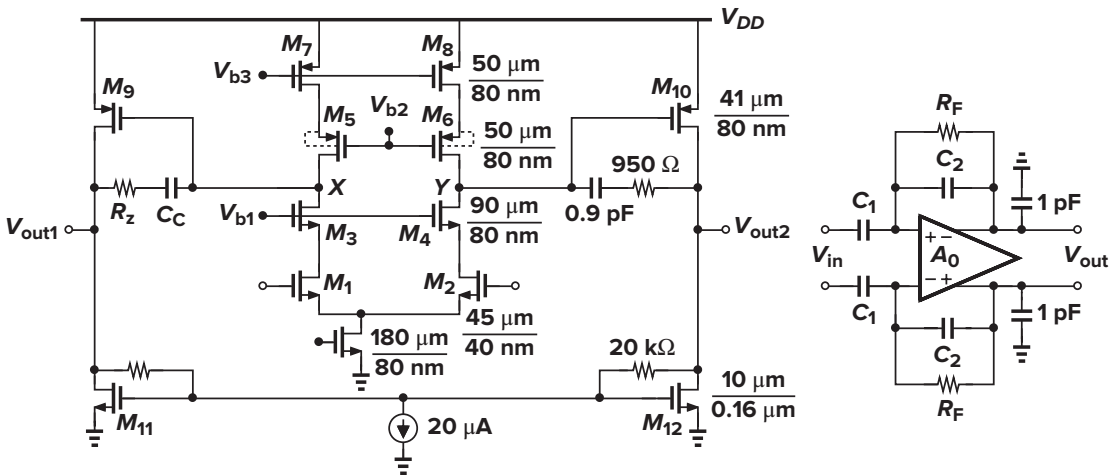 V_DD
M_7
M_8
V_b3
50 μm
80 nm
M_9
M_10
41 μm
80 nm
V_b2
M_5
M_6
50 μm
80 nm
950 Ω
X
Y
R_z
C_C
0.9 pF
V_b1
90 μm
80 nm
M_3
M_4
V_out1
V_out2
M_1
M_2
180 μm
80 nm
45 μm
40 nm
20 kΩ
M_11
M_12
10 μm
0.16 μm
20 μA
R_F
C_2
C_1
1 pF
V_in
+ −
A_0
− +
V_out
C_1
1 pF
C_2
R_F